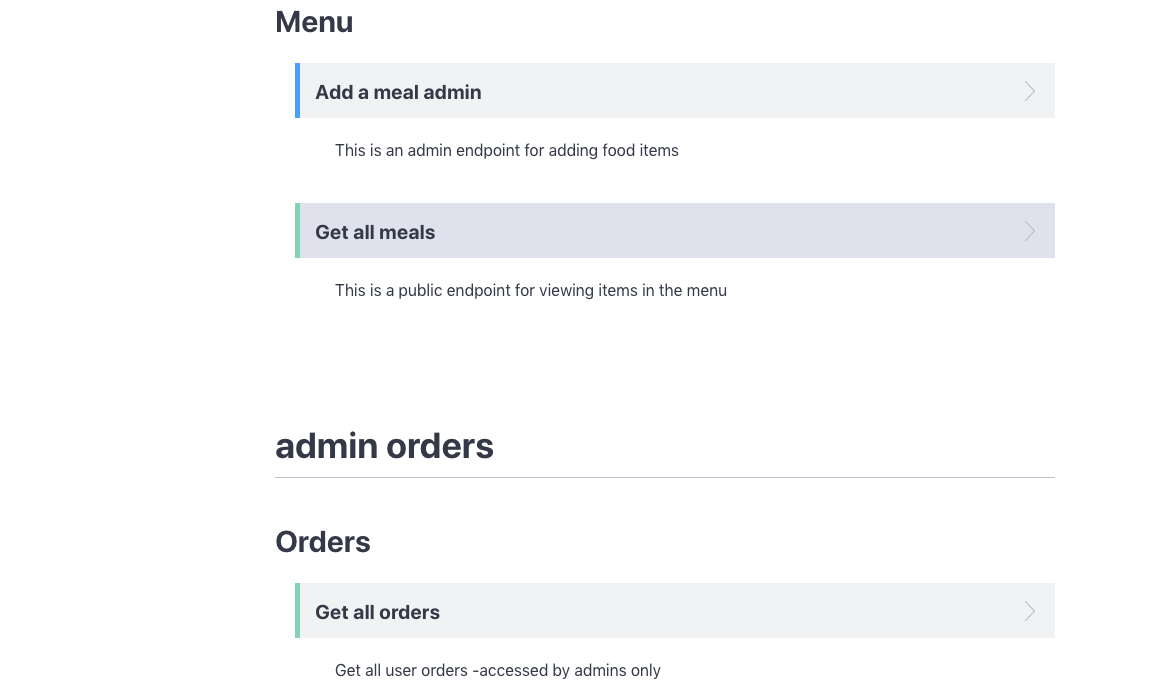 Menu
Add a meal admin
This is an admin endpoint for adding food items
Get all meals
This is a public endpoint for viewing items in the menu
admin orders
Orders
Get all orders
Get all user orders -accessed by admins only